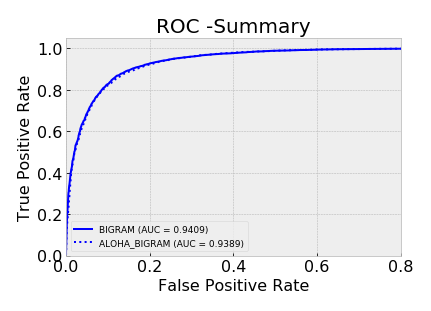 ROC -Summary
True Positive Rate
1.0
0.8
0.6
0.4
0.2
0.0
BIGRAM (AUC = 0.9409)
ALOHA_BIGRAM (AUC = 0.9389)
0.0 0.2 0.4 0.6 0.8
False Positive Rate